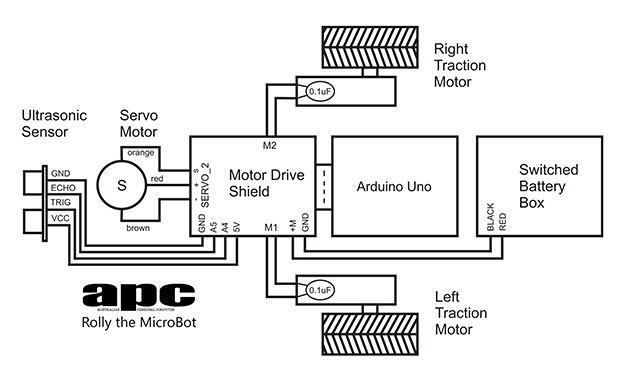 Right
Traction
Motor
0.1uF
Ultrasonic
Sensor
Servo
Motor
orange
M2
GND
ECHO
TRIG
VCC
S
red
brown
s
+
-
SERVO_2
Motor Drive
Shield
Arduino Uno
Switched
Battery
Box
GND
A5
A4
5V
M1
+M
GND
BLACK
RED
apc
AUSTRALIAN PERSONAL COMPUTER
Rolly the MicroBot
0.1uF
Left
Traction
Motor